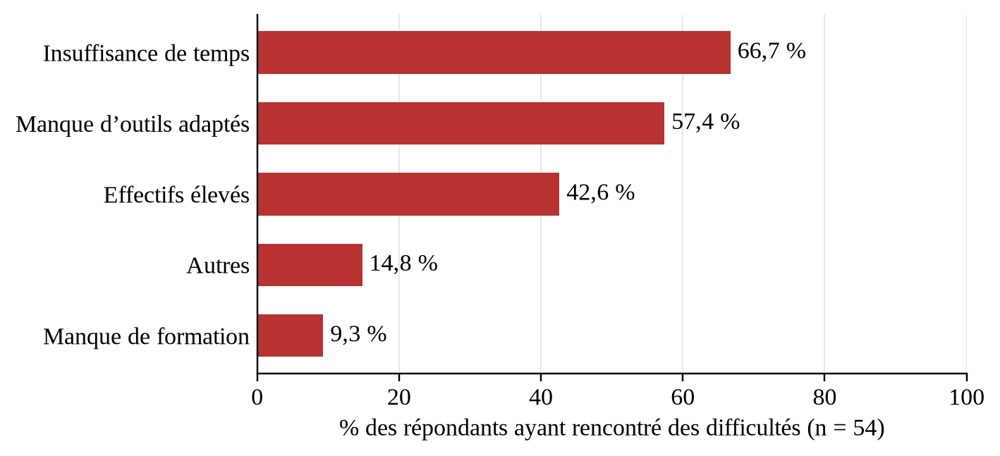 Insuffisance de temps 66,7 %
Manque d’outils adaptés 57,4 %
Effectifs élevés 42,6 %
Autres 14,8 %
Manque de formation 9,3 %
0 20 40 60 80 100
% des répondants ayant rencontré des difficultés (n = 54)